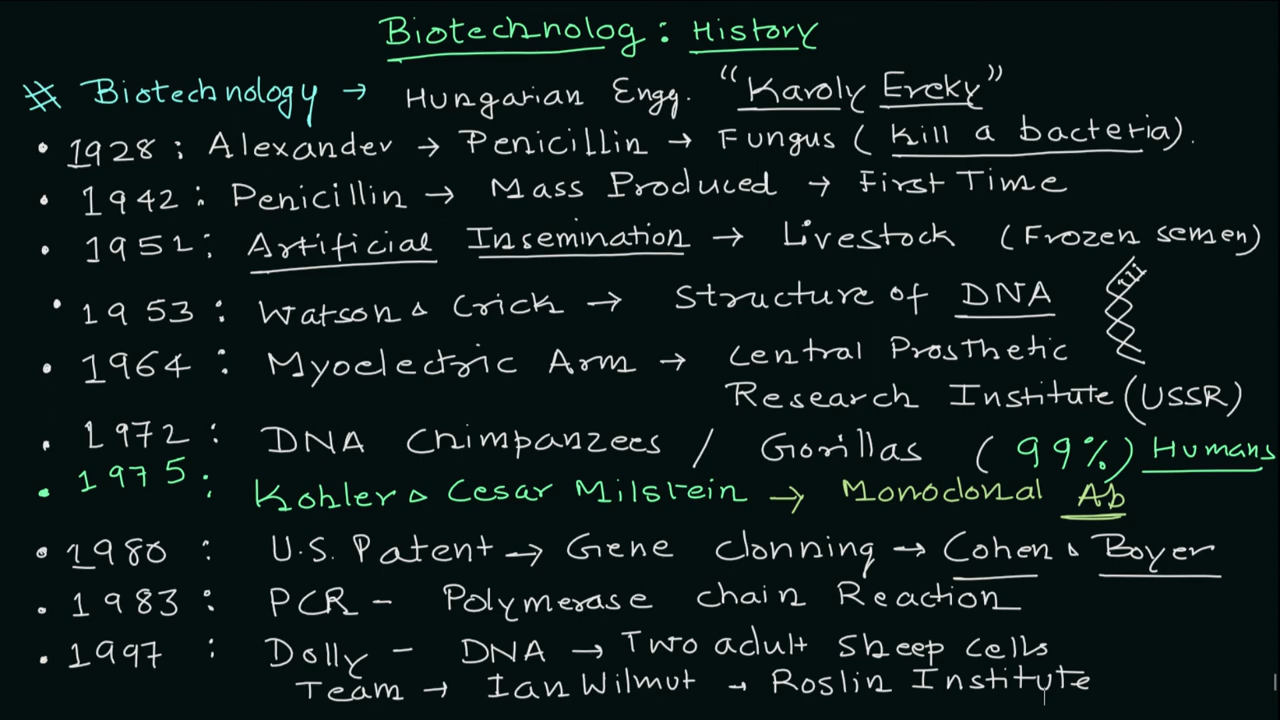 Biotechnolog : History
# Biotechnology → Hungarian Engg. "Karoly Ereky"
• 1928 : Alexander → Penicillin → Fungus ( kill a bacteria).
• 1942 : Penicillin → Mass Produced → First Time
• 1951 : Artificial Insemination → Livestock (Frozen semen)
• 1953 : Watson & Crick → Structure of DNA
• 1964 : Myoelectric Arm → Central Prosthetic
Research Institute (USSR)
• 1972 : DNA Chimpanzees / Gorillas ( 99% ) Humans
• 1975 : Kohler & Cesar Milstein → Monoclonal Ab
• 1980 : U.S. Patent → Gene clonning → Cohen & Boyer
• 1983 : PCR - Polymerase chain Reaction
• 1997 : Dolly - DNA → Two adult Sheep cells
Team → Ian Wilmut → Roslin Institute